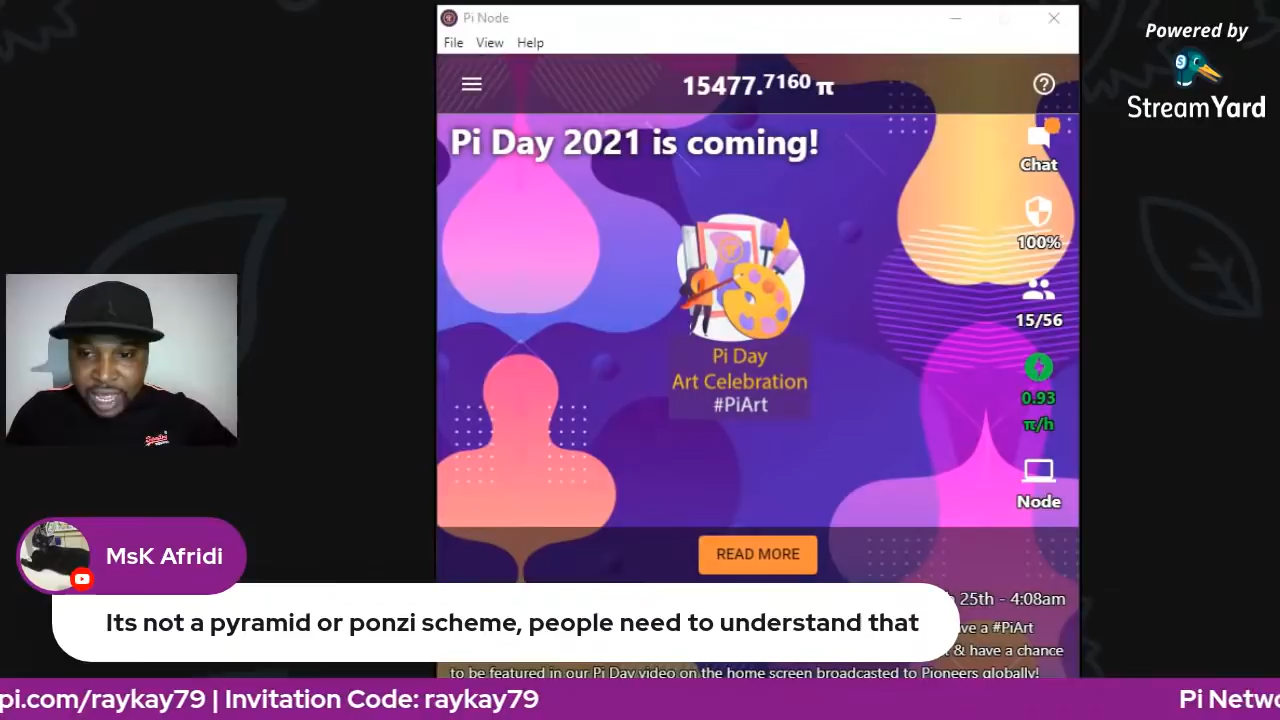 Pi Node
File View Help
15477.7160 π
Powered by
StreamYard
Pi Day 2021 is coming!
Chat
100%
15/56
0.93
π/h
Node
Pi Day
Art Celebration
#PiArt
READ MORE
25th - 4:08am
#PiArt
& have a chance
to be featured in our Pi Day video on the home screen broadcasted to Pioneers globally!
MsK Afridi
Its not a pyramid or ponzi scheme, people need to understand that
pi.com/raykay79 | Invitation Code: raykay79
Pi